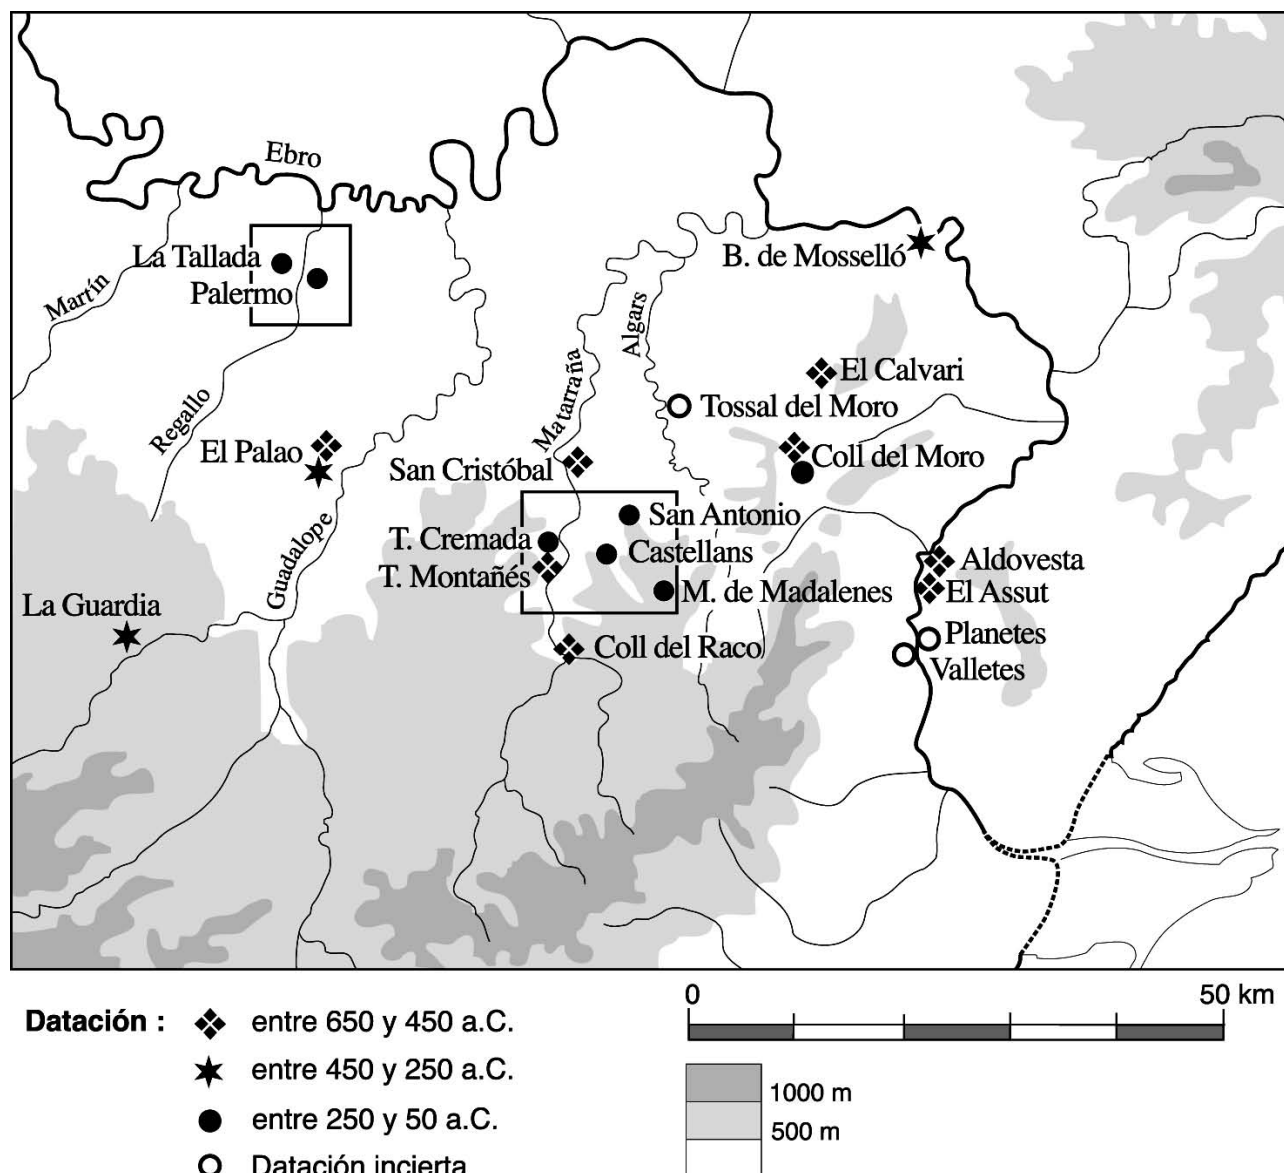 Ebro
La Tallada
Palermo
Martín
B. de Mosselló
Algars
Matarraña
El Calvari
Regallo
Tossal del Moro
El Palao
San Cristóbal
Coll del Moro
Guadalope
San Antonio
T. Cremada
Castellans
T. Montañés
Aldovesta
M. de Madalenes
El Assut
La Guardia
Planetes
Coll del Raco
Valletes
0 50 km
Datación :
entre 650 y 450 a.C.
entre 450 y 250 a.C.
entre 250 y 50 a.C.
Datación incierta
1000 m
500 m